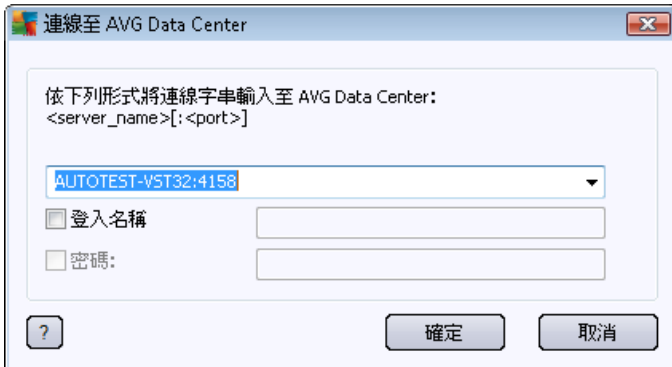 連線至 AVG Data Center
依下列形式將連線字串輸入至 AVG Data Center:
<server_name>[:<port>]
AUTOTEST-VST32:4158
登入名稱
密碼:
?
確定
取消